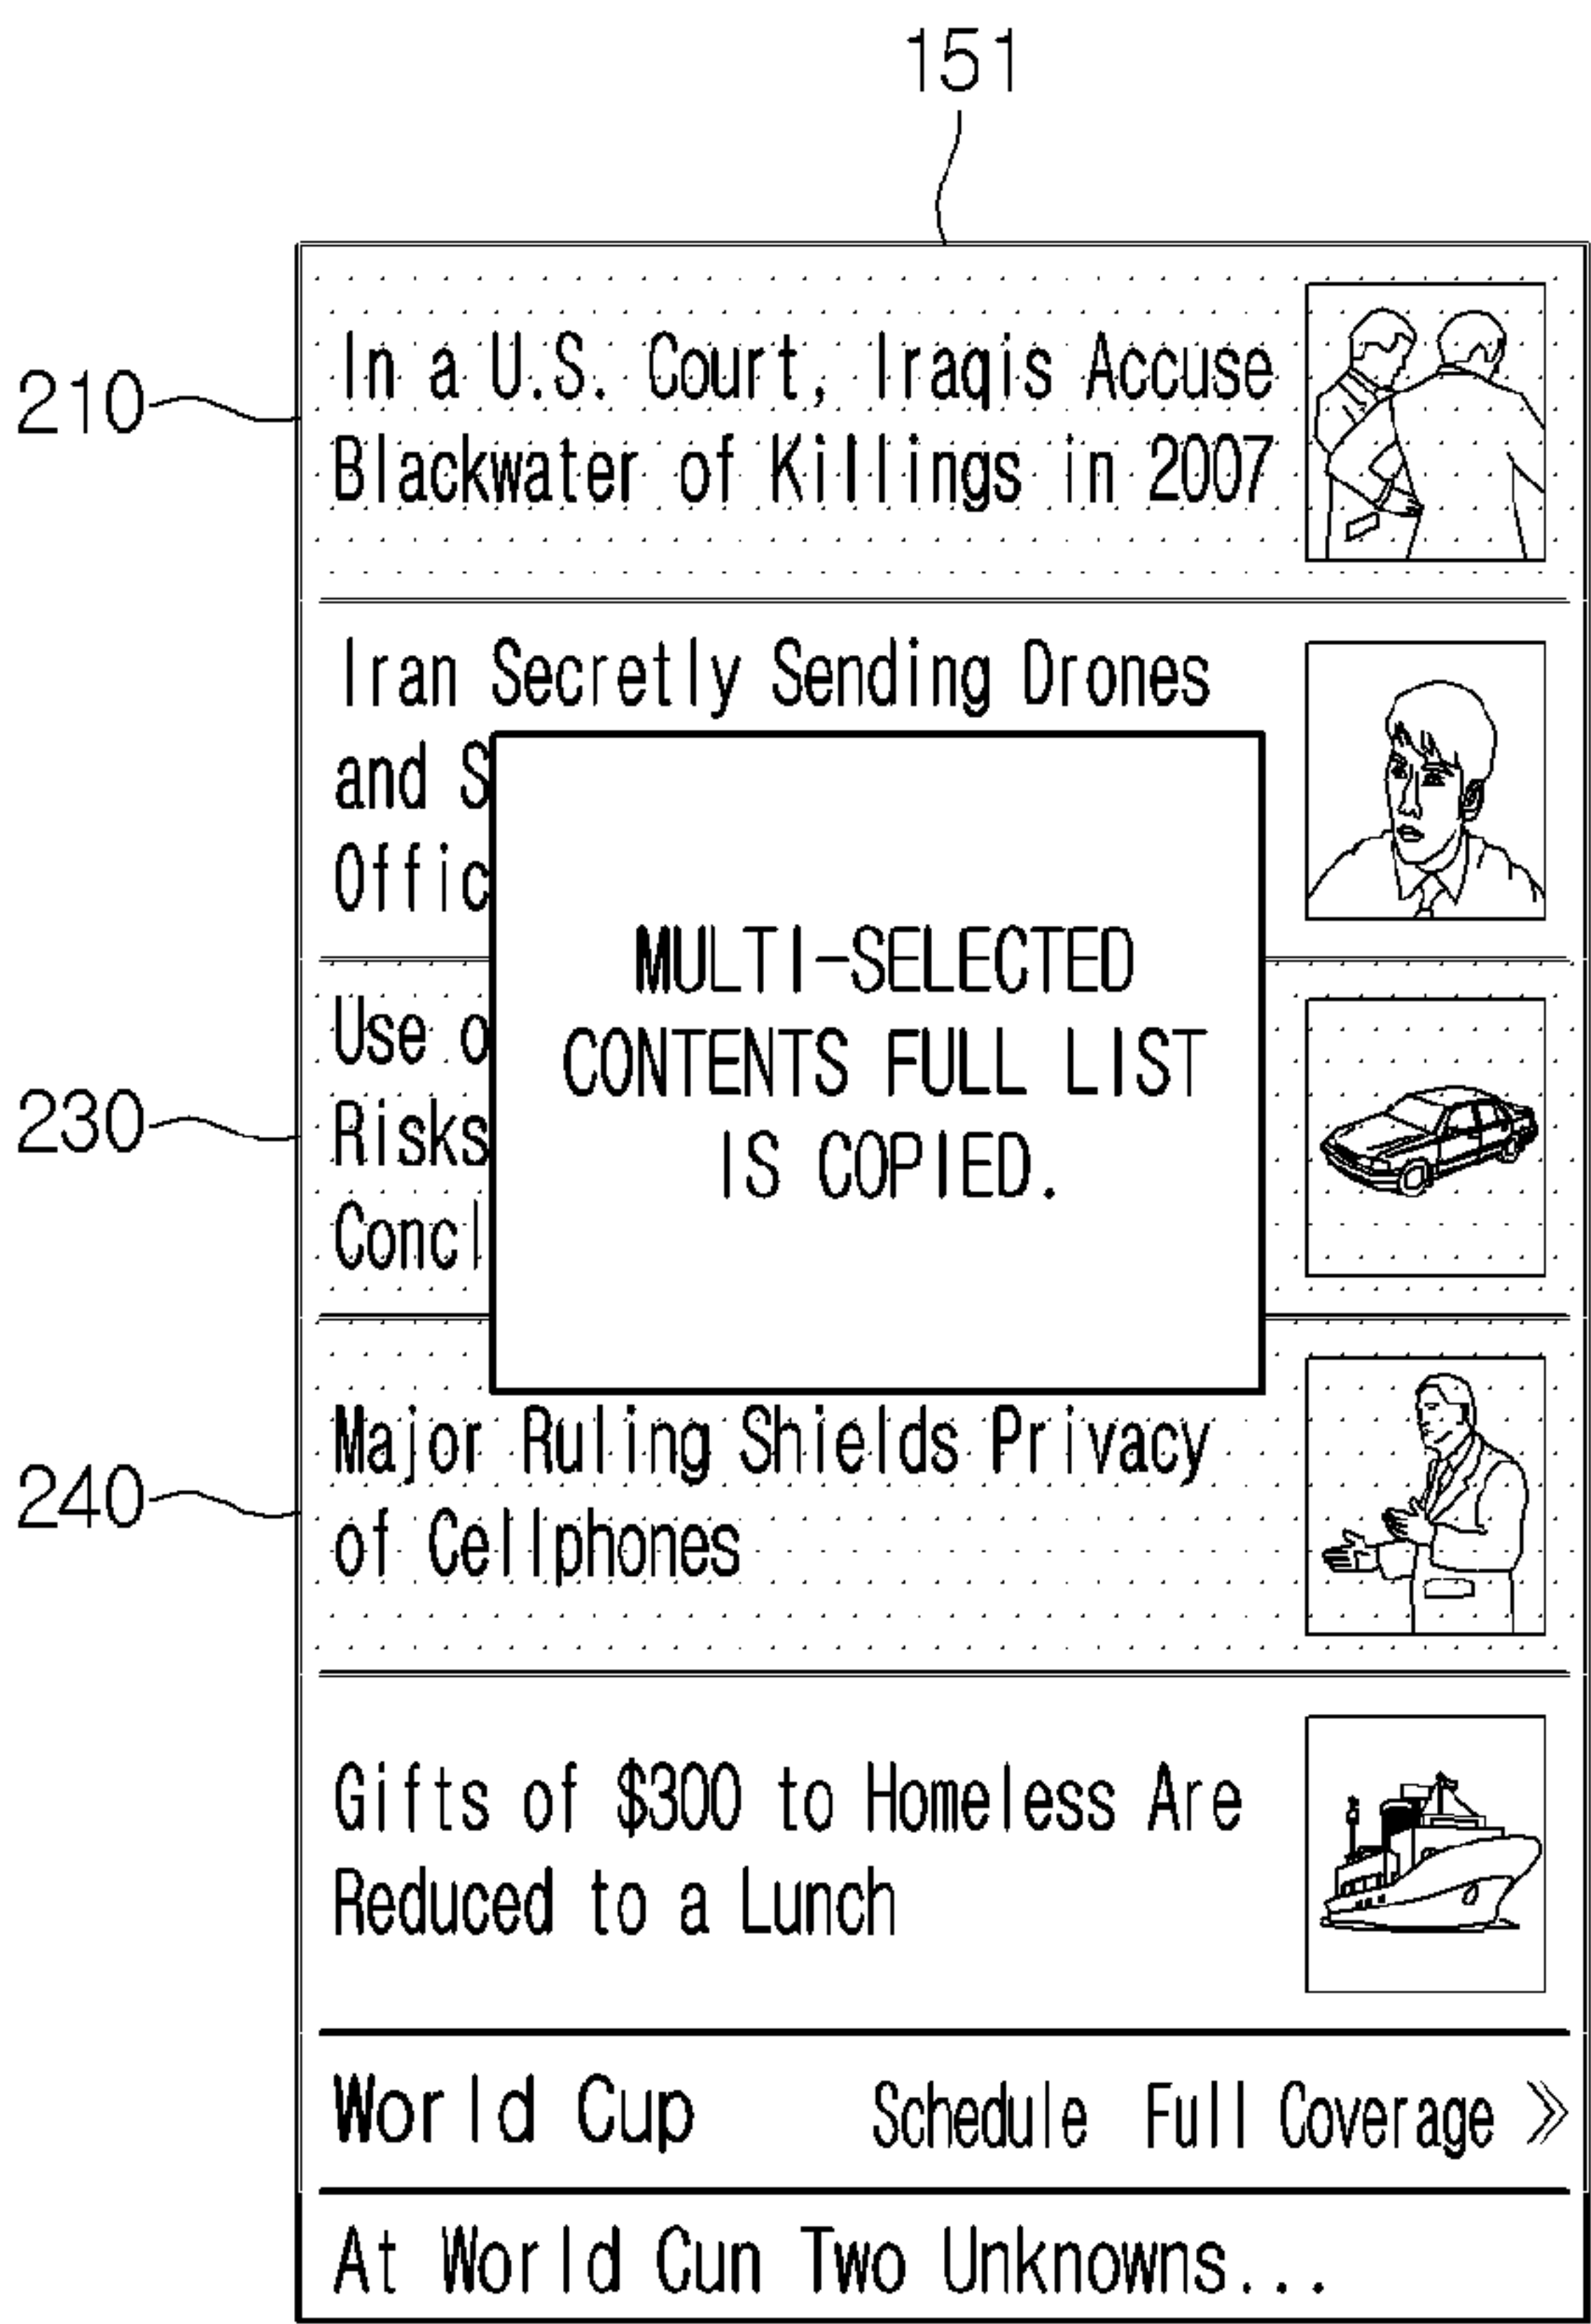 151
210
In a U.S. Court, Iraqis Accuse
Blackwater of Killings in 2007
Iran Secretly Sending Drones
and S
Offic
MULTI-SELECTED
CONTENTS FULL LIST
IS COPIED.
230
Use o
Risks
Concl
240
Major Ruling Shields Privacy
of Cellphones
Gifts of $300 to Homeless Are
Reduced to a Lunch
World Cup Schedule Full Coverage »
At World Cun Two Unknowns...